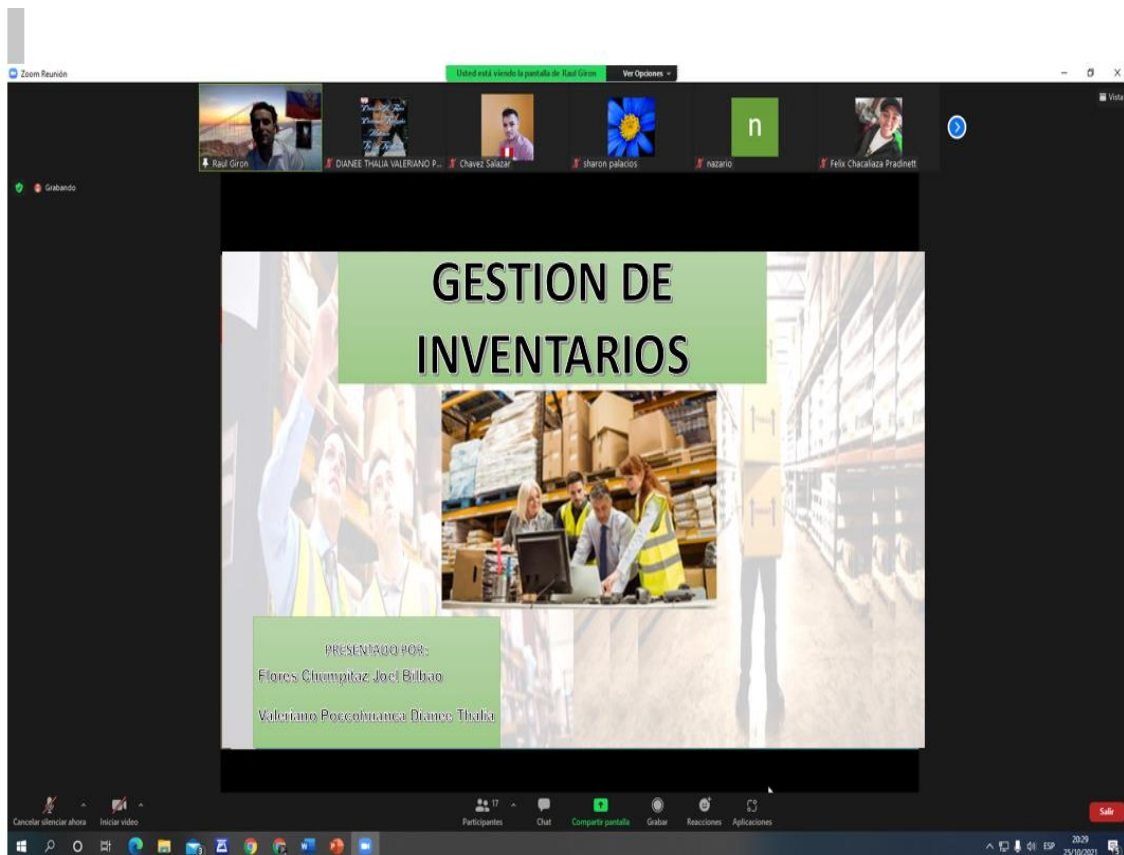 Zoom Reunión
Usted está viendo la pantalla de Raul Giron
Ver Opciones
Vista
Raul Giron
DIANEE THALIA VALERIANO P...
Chavez Salazar
n
sharon palacios
nazario
Felix Chacaliaza Pradinett
Grabando
GESTION DE
INVENTARIOS
PRESENTADO POR:
Flores Chumpitaz Joel Bilbao
Valeriano Poccohuanca Dianee Thalia
Cancelar silenciar ahora
Iniciar video
17
Participantes
Chat
Compartir pantalla
Grabar
Reacciones
Aplicaciones
Salir
ESP
20:29
25/10/2021